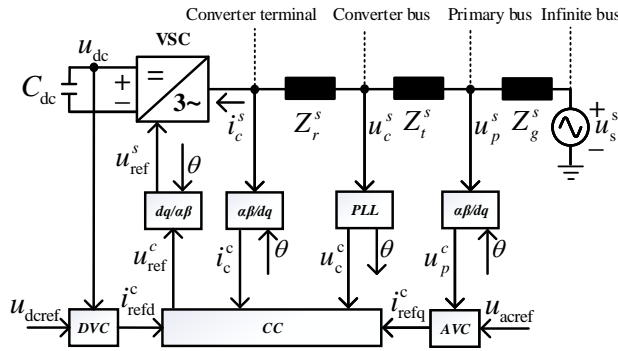 Converter terminal Converter bus Primary bus Infinite bus
VSC
u_dc
C_dc
+
−
=
3~
i_c^s
Z_r^s
u_c^s
Z_t^s
u_p^s
Z_g^s
+
u_s^s
−
u_ref^s
θ
dq/αβ
αβ/dq
PLL
αβ/dq
u_ref^c
i_c^c
θ
u_c^c
θ
u_p^c
θ
u_dcref
i_refd^c
i_refq^c
u_acref
DVC
CC
AVC